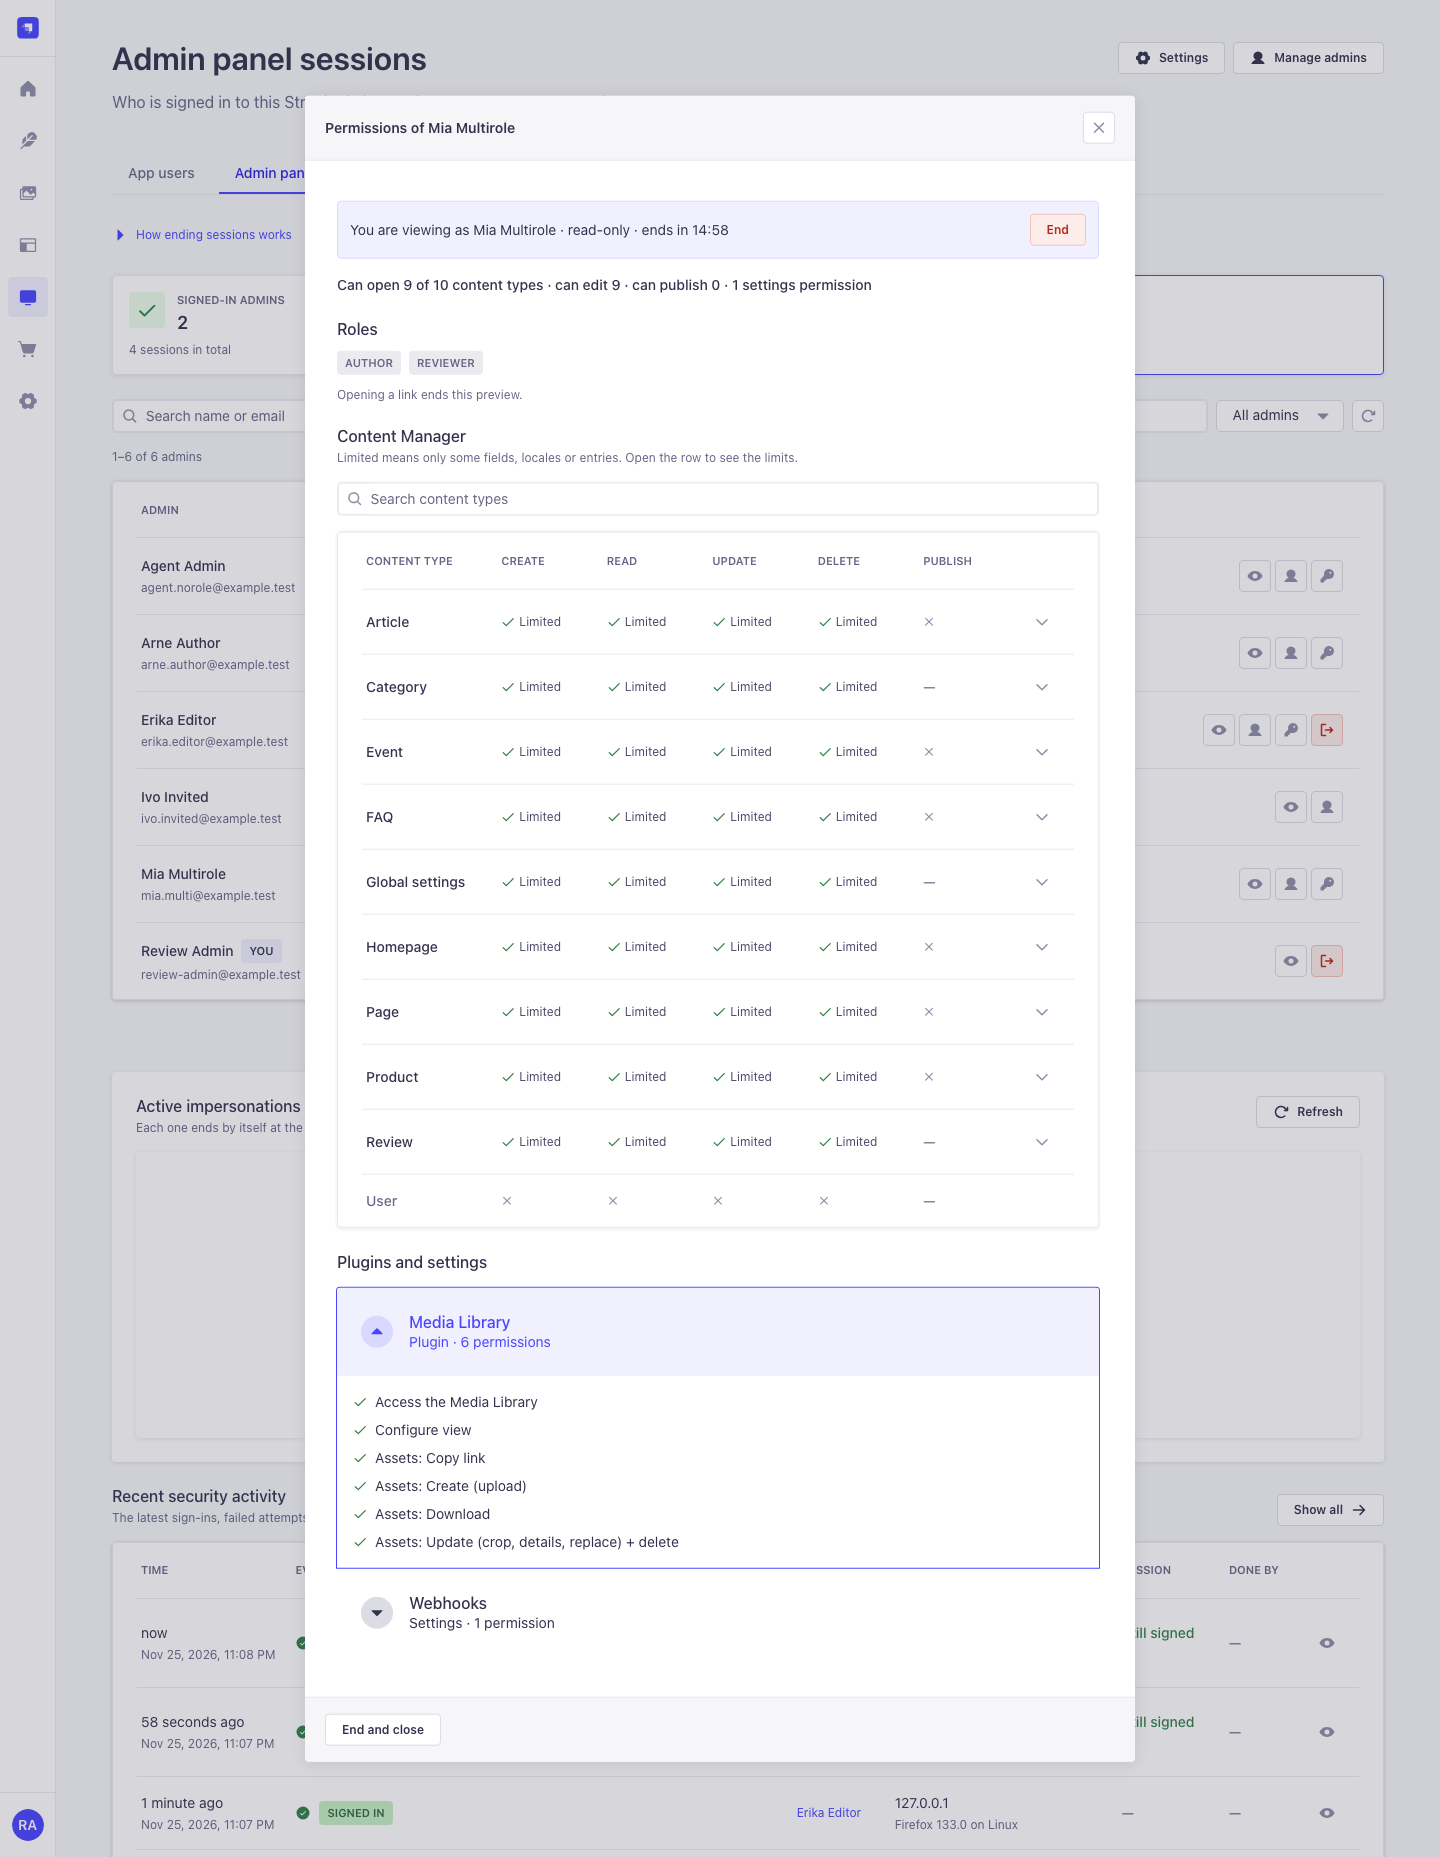 Admin panel sessions
Settings
Manage admins
Who is signed in to this Str
App users
Admin pan
How ending sessions works
SIGNED-IN ADMINS
2
4 sessions in total
Search name or email
All admins
1–6 of 6 admins
ADMIN
Agent Admin
agent.norole@example.test
Arne Author
arne.author@example.test
Erika Editor
erika.editor@example.test
Ivo Invited
ivo.invited@example.test
Mia Multirole
mia.multi@example.test
Review Admin YOU
review-admin@example.test
Active impersonations
Each one ends by itself at the
Refresh
Recent security activity
The latest sign-ins, failed attempts
Show all
TIME
SSION
DONE BY
now
Nov 25, 2026, 11:08 PM
ill signed
—
58 seconds ago
Nov 25, 2026, 11:07 PM
ill signed
—
1 minute ago
Nov 25, 2026, 11:07 PM
SIGNED IN
Erika Editor
127.0.0.1
Firefox 133.0 on Linux
—
—
RA
Permissions of Mia Multirole
You are viewing as Mia Multirole · read-only · ends in 14:58
End
Can open 9 of 10 content types · can edit 9 · can publish 0 · 1 settings permission
Roles
AUTHOR REVIEWER
Opening a link ends this preview.
Content Manager
Limited means only some fields, locales or entries. Open the row to see the limits.
Search content types
CONTENT TYPE CREATE READ UPDATE DELETE PUBLISH
Article Limited Limited Limited Limited
Category Limited Limited Limited Limited —
Event Limited Limited Limited Limited
FAQ Limited Limited Limited Limited
Global settings Limited Limited Limited Limited —
Homepage Limited Limited Limited Limited
Page Limited Limited Limited Limited
Product Limited Limited Limited Limited
Review Limited Limited Limited Limited —
User —
Plugins and settings
Media Library
Plugin · 6 permissions
Access the Media Library
Configure view
Assets: Copy link
Assets: Create (upload)
Assets: Download
Assets: Update (crop, details, replace) + delete
Webhooks
Settings · 1 permission
End and close